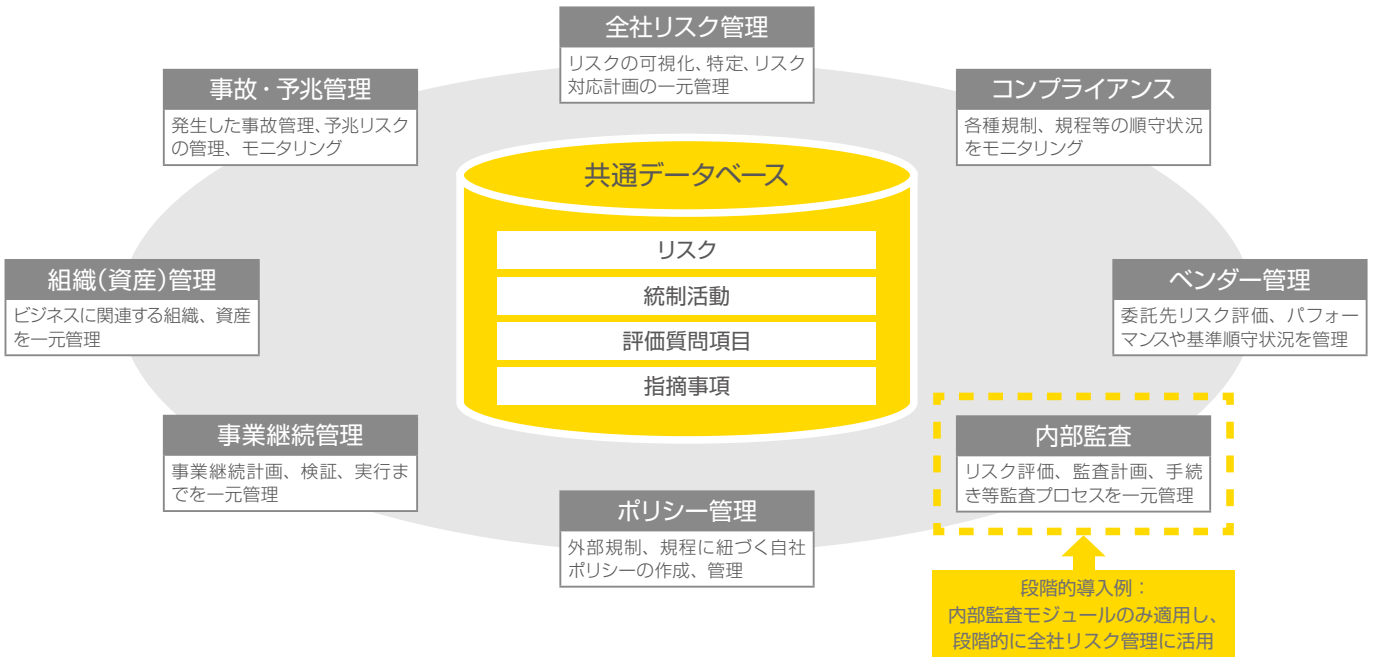 全社リスク管理
リスクの可視化、特定、リスク
対応計画の一元管理
事故・予兆管理
発生した事故管理、予兆リスク
の管理、モニタリング
コンプライアンス
各種規制、規程等の順守状況
をモニタリング
共通データベース
リスク
統制活動
評価質問項目
指摘事項
組織(資産)管理
ビジネスに関連する組織、資産
を一元管理
ベンダー管理
委託先リスク評価、パフォー
マンスや基準順守状況を管理
事業継続管理
事業継続計画、検証、実行ま
でを一元管理
内部監査
リスク評価、監査計画、手続
き等監査プロセスを一元管理
ポリシー管理
外部規制、規程に紐づく自社
ポリシーの作成、管理
段階的導入例：
内部監査モジュールのみ適用し、
段階的に全社リスク管理に活用